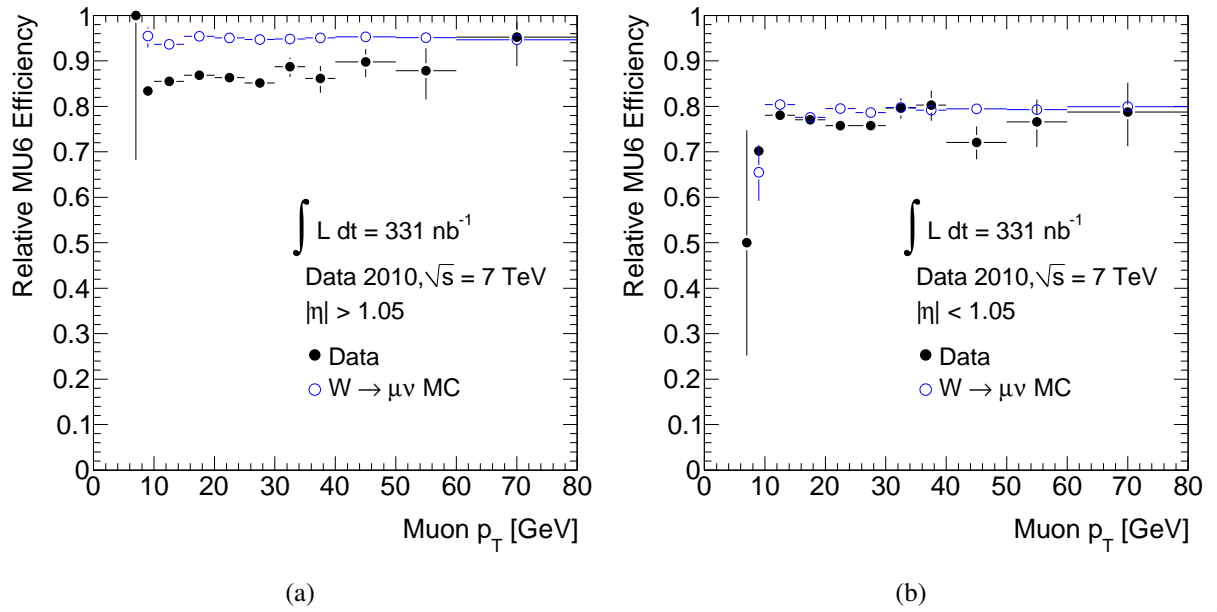 Relative MU6 Efficiency
1
0.9
0.8
0.7
0.6
0.5
0.4
0.3
0.2
0.1
0
∫ L dt = 331 nb⁻¹
Data 2010, √s = 7 TeV
|η| > 1.05
Data
W → μν MC
0 10 20 30 40 50 60 70 80
Muon p_T [GeV]
(a)
Relative MU6 Efficiency
1
0.9
0.8
0.7
0.6
0.5
0.4
0.3
0.2
0.1
0
∫ L dt = 331 nb⁻¹
Data 2010, √s = 7 TeV
|η| < 1.05
Data
W → μν MC
0 10 20 30 40 50 60 70 80
Muon p_T [GeV]
(b)